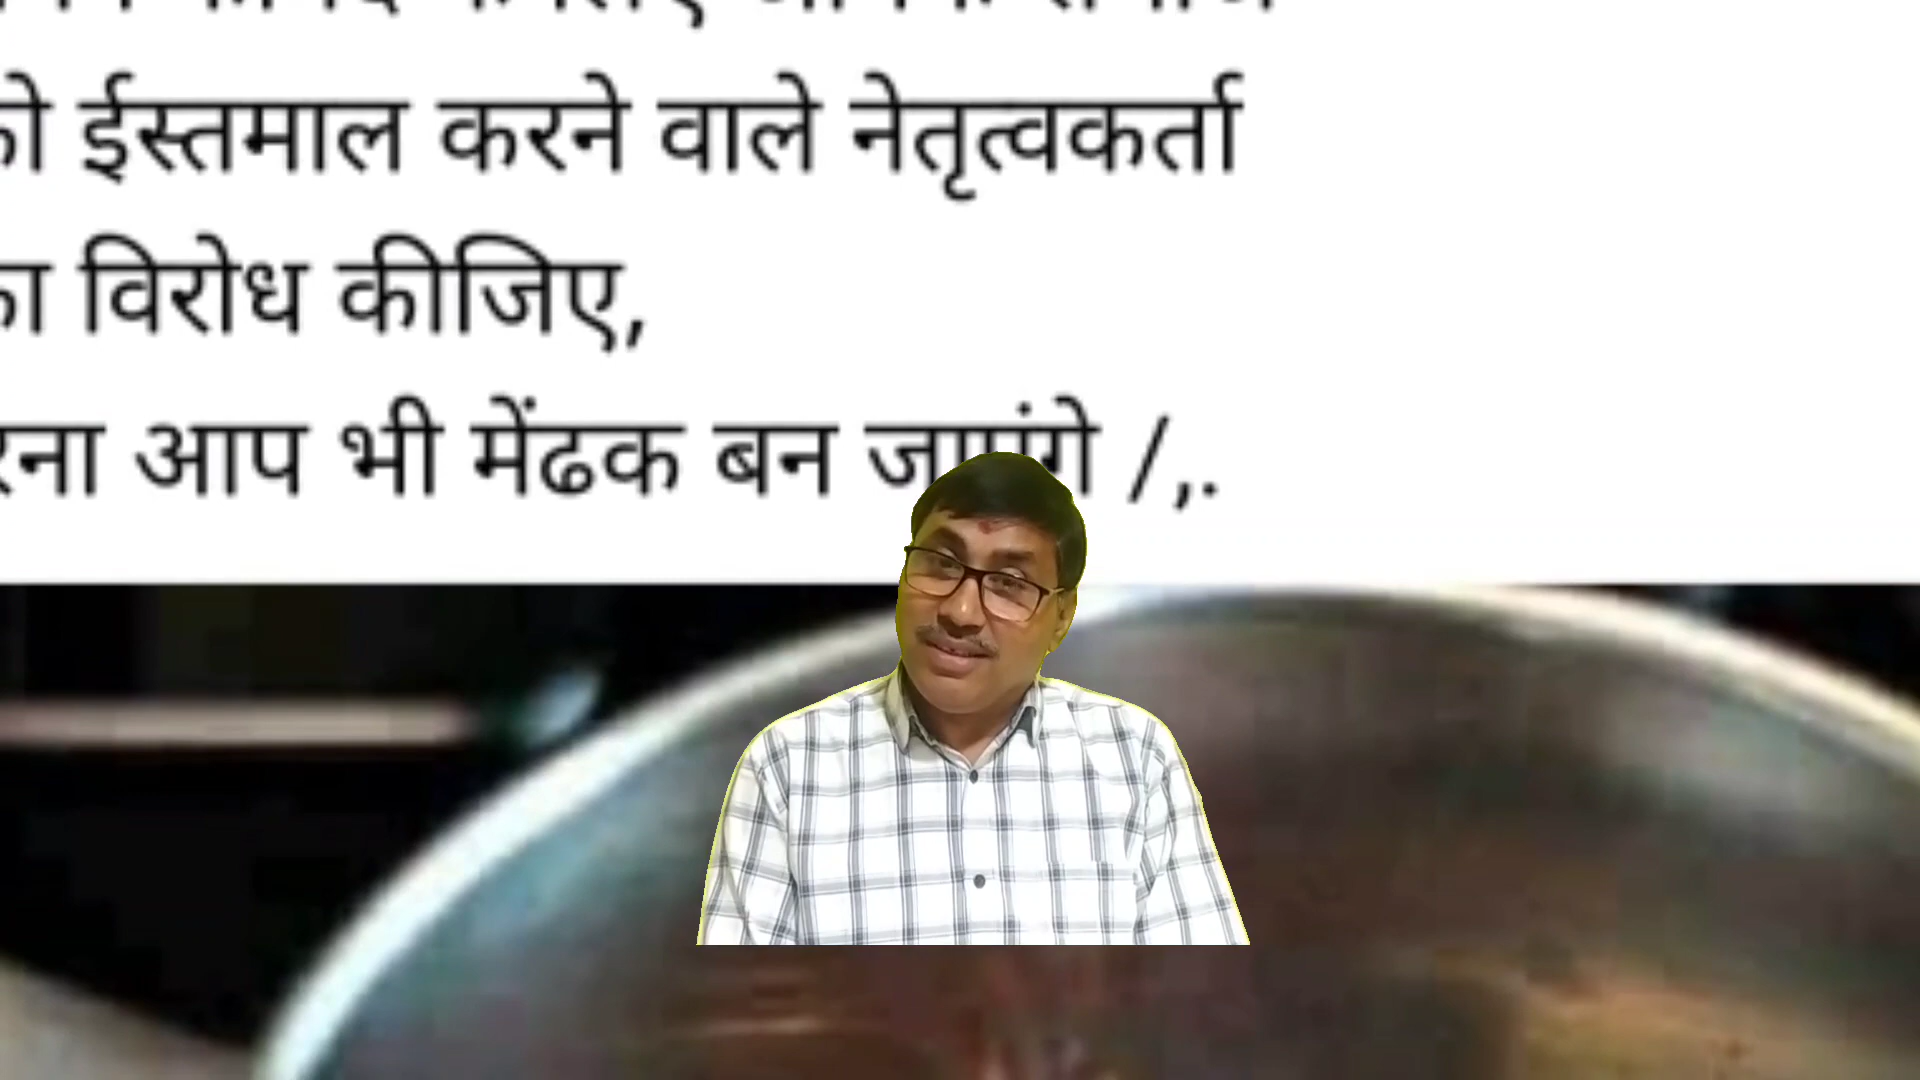 को ईस्तमाल करने वाले नेतृत्वकर्ता
का विरोध कीजिए,
आप भी मेंढक बन जाएंगे /,.